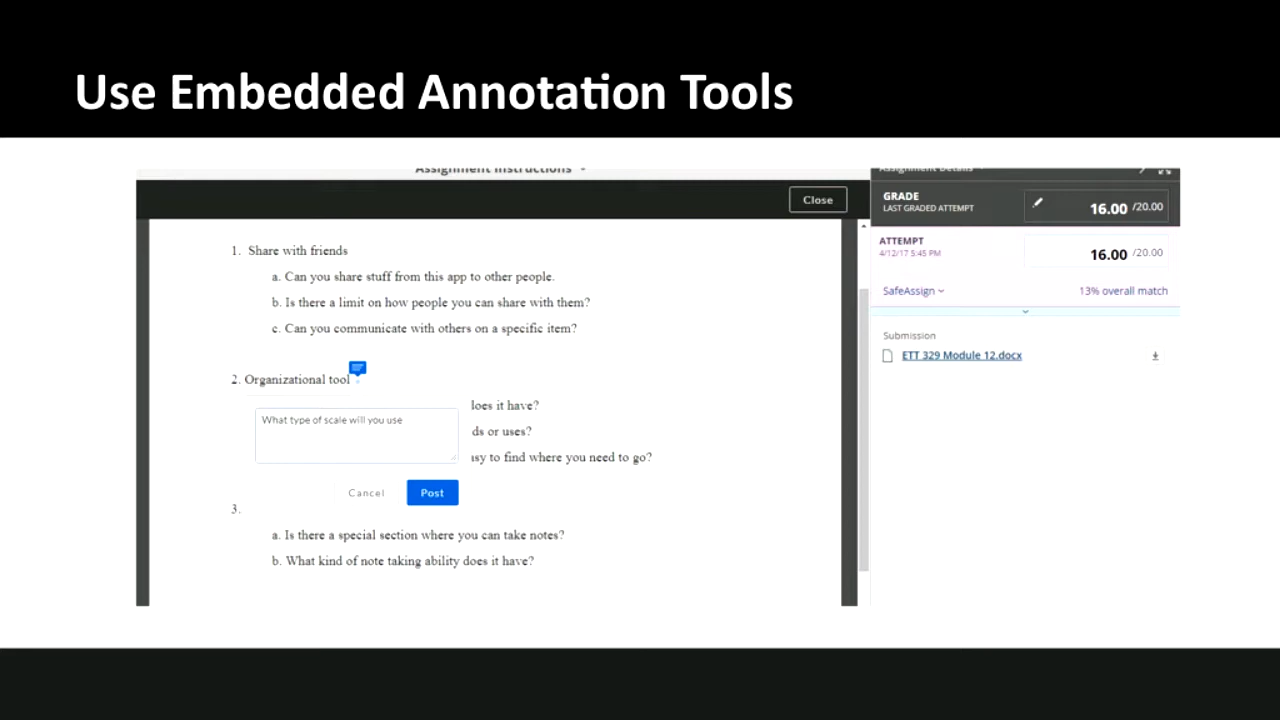 Use Embedded Annotation Tools
Assignment Instructions
Assignment Details
Close
GRADE
LAST GRADED ATTEMPT
16.00 /20.00
ATTEMPT
4/12/17 5:45 PM
16.00 /20.00
SafeAssign
13% overall match
Submission
ETT 329 Module 12.docx
1. Share with friends
a. Can you share stuff from this app to other people.
b. Is there a limit on how people you can share with them?
c. Can you communicate with others on a specific item?
2. Organizational tool
What type of scale will you use
does it have?
ds or uses?
asy to find where you need to go?
Cancel
Post
3.
a. Is there a special section where you can take notes?
b. What kind of note taking ability does it have?